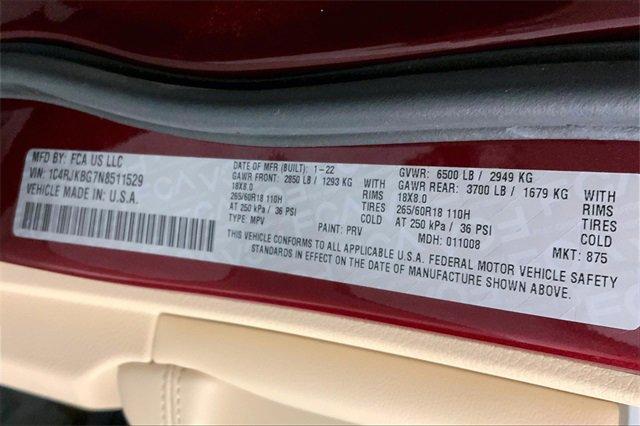 MFD BY: FCA US LLC
VIN: 1C4RJKBG7N8511529
VEHICLE MADE IN U.S.A.
DATE OF MFR (BUILT): 1-22
GAWR FRONT: 2850 LB / 1293 KG WITH
18X8.0 RIMS
265/60R18 110H TIRES
AT 250 kPa / 36 PSI COLD
TYPE: MPV PAINT: PRV
GVWR: 6500 LB / 2949 KG
GAWR REAR: 3700 LB / 1679 KG WITH
18X8.0 RIMS
265/60R18 110H TIRES
AT 250 kPa / 36 PSI COLD
MDH: 011008 MKT: 875
THIS VEHICLE CONFORMS TO ALL APPLICABLE U.S.A. FEDERAL MOTOR VEHICLE SAFETY
STANDARDS IN EFFECT ON THE DATE OF MANUFACTURE SHOWN ABOVE.